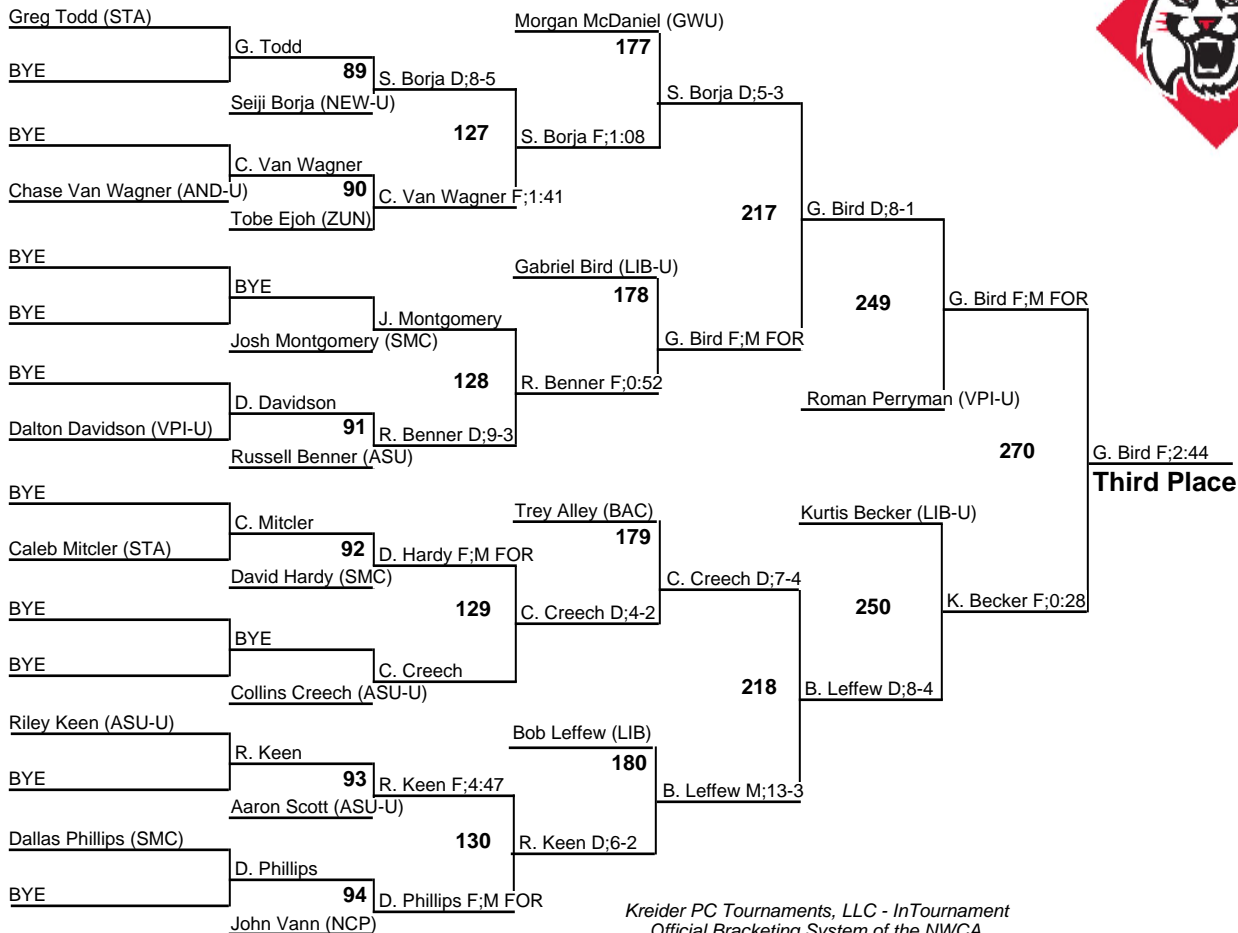 Greg Todd (STA)
BYE
G. Todd
89
Seiji Borja (NEW-U)
S. Borja D;8-5
BYE
Chase Van Wagner (AND-U)
C. Van Wagner
90
Tobe Ejoh (ZUN)
C. Van Wagner F;1:41
127
S. Borja F;1:08
Morgan McDaniel (GWU)
177
S. Borja D;5-3
BYE
BYE
BYE
Josh Montgomery (SMC)
J. Montgomery
BYE
Dalton Davidson (VPI-U)
D. Davidson
91
Russell Benner (ASU)
R. Benner D;9-3
128
R. Benner F;0:52
Gabriel Bird (LIB-U)
178
G. Bird F;M FOR
217
G. Bird D;8-1
249
Roman Perryman (VPI-U)
G. Bird F;M FOR
BYE
Caleb Mitcler (STA)
C. Mitcler
92
David Hardy (SMC)
D. Hardy F;M FOR
BYE
BYE
BYE
Collins Creech (ASU-U)
C. Creech
129
C. Creech D;4-2
Trey Alley (BAC)
179
C. Creech D;7-4
Riley Keen (ASU-U)
BYE
R. Keen
93
Aaron Scott (ASU-U)
R. Keen F;4:47
Dallas Phillips (SMC)
BYE
D. Phillips
94
John Vann (NCP)
D. Phillips F;M FOR
130
R. Keen D;6-2
Bob Leffew (LIB)
180
B. Leffew M;13-3
218
B. Leffew D;8-4
Kurtis Becker (LIB-U)
250
K. Becker F;0:28
270
G. Bird F;2:44
Third Place
Kreider PC Tournaments, LLC - InTournament
Official Bracketing System of the NWCA